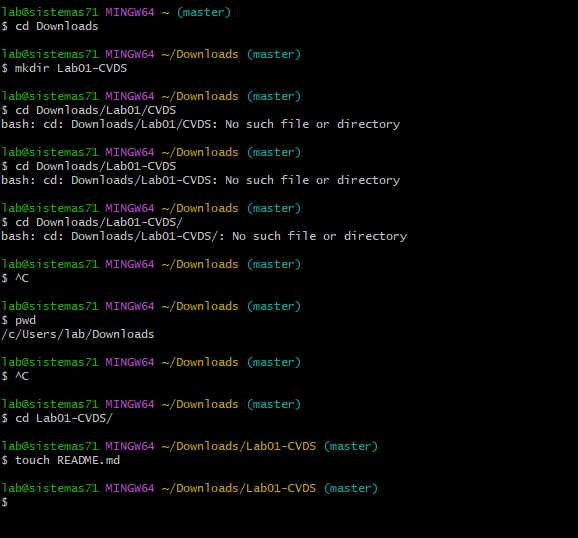 lab@sistemas71 MINGW64 ~ (master)
$ cd Downloads
lab@sistemas71 MINGW64 ~/Downloads (master)
$ mkdir Lab01-CVDS
lab@sistemas71 MINGW64 ~/Downloads (master)
$ cd Downloads/Lab01/CVDS
bash: cd: Downloads/Lab01/CVDS: No such file or directory
lab@sistemas71 MINGW64 ~/Downloads (master)
$ cd Downloads/Lab01-CVDS
bash: cd: Downloads/Lab01-CVDS: No such file or directory
lab@sistemas71 MINGW64 ~/Downloads (master)
$ cd Downloads/Lab01-CVDS/
bash: cd: Downloads/Lab01-CVDS/: No such file or directory
lab@sistemas71 MINGW64 ~/Downloads (master)
$ ^C
lab@sistemas71 MINGW64 ~/Downloads (master)
$ pwd
/c/Users/lab/Downloads
lab@sistemas71 MINGW64 ~/Downloads (master)
$ ^C
lab@sistemas71 MINGW64 ~/Downloads (master)
$ cd Lab01-CVDS/
lab@sistemas71 MINGW64 ~/Downloads/Lab01-CVDS (master)
$ touch README.md
lab@sistemas71 MINGW64 ~/Downloads/Lab01-CVDS (master)
$